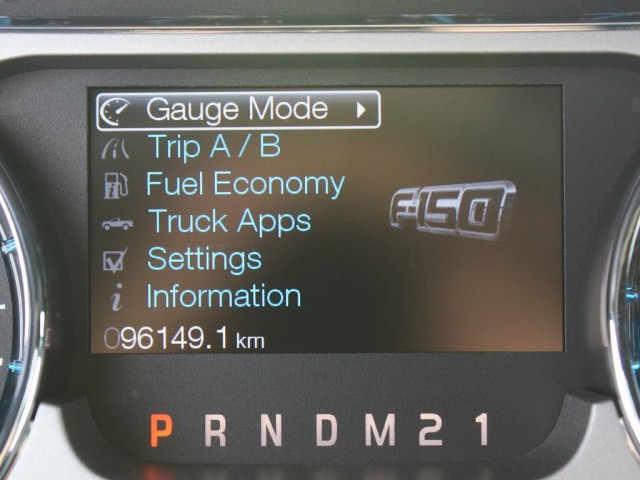 Gauge Mode
Trip A / B
Fuel Economy
F-150
Truck Apps
Settings
Information
096149.1 km
P R N D M 2 1